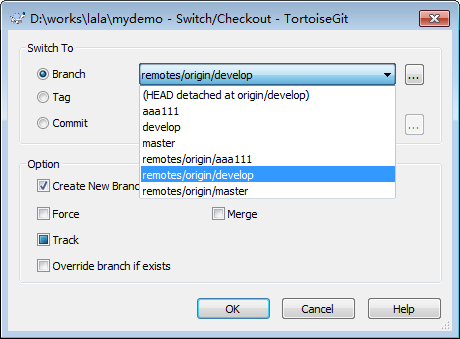 D:\works\lala\mydemo - Switch/Checkout - TortoiseGit
Switch To
Branch
remotes/origin/develop
...
(HEAD detached at origin/develop)
Tag
aaa111
develop
Commit
master
...
remotes/origin/aaa111
Option
remotes/origin/develop
Create New Branc
remotes/origin/master
Force
Merge
Track
Override branch if exists
OK
Cancel
Help